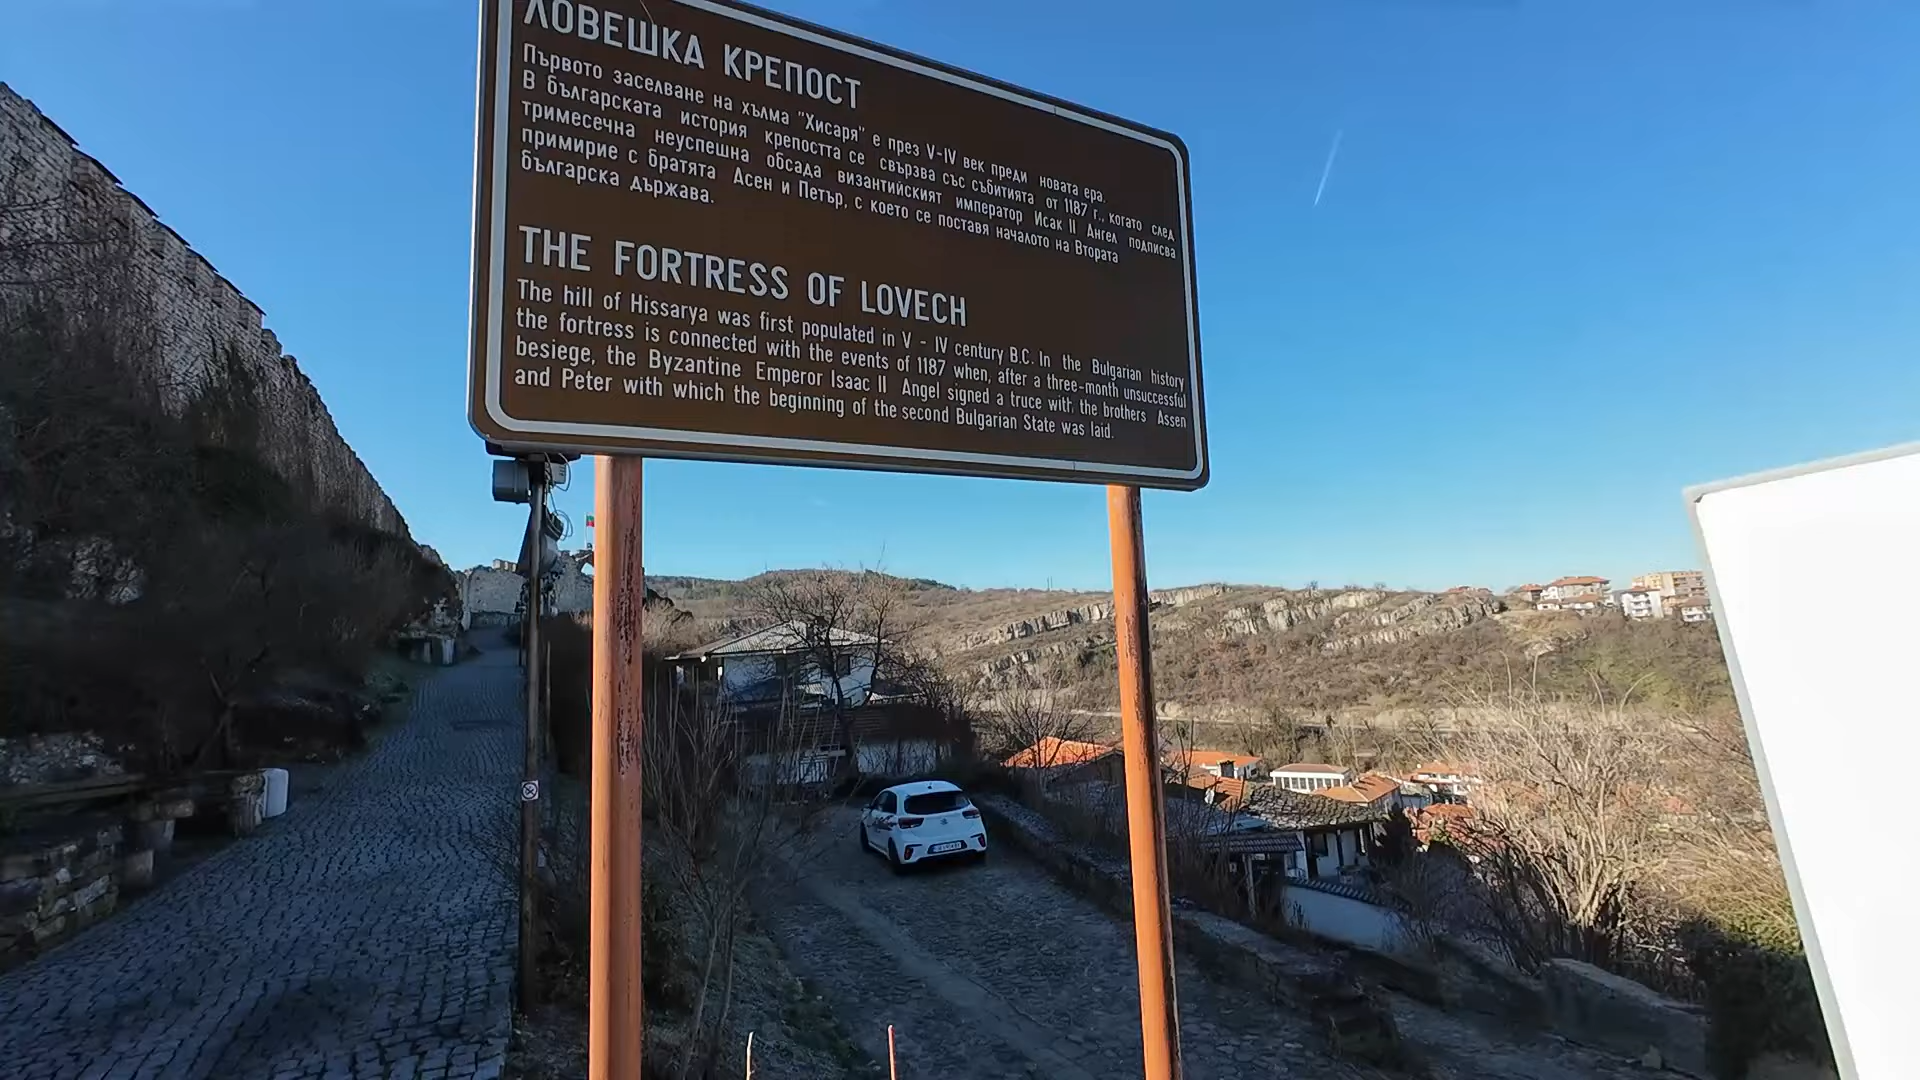 ЛОВЕШКА КРЕПОСТ
Първото заселване на хълма "Хисаря" е през V-IV век преди новата ера.
В българската история крепостта се свързва със събитията от 1187 г., когато след
тримесечна неуспешна обсада византийският император Исак II Ангел подписва
примирие с братята Асен и Петър, с което се поставя началото на Втората
българска държава.
THE FORTRESS OF LOVECH
The hill of Hissarya was first populated in V - IV century B.C. In the Bulgarian history
the fortress is connected with the events of 1187 when, after a three-month unsuccessful
besiege, the Byzantine Emperor Isaac II Angel signed a truce with the brothers Assen
and Peter with which the beginning of the second Bulgarian State was laid.